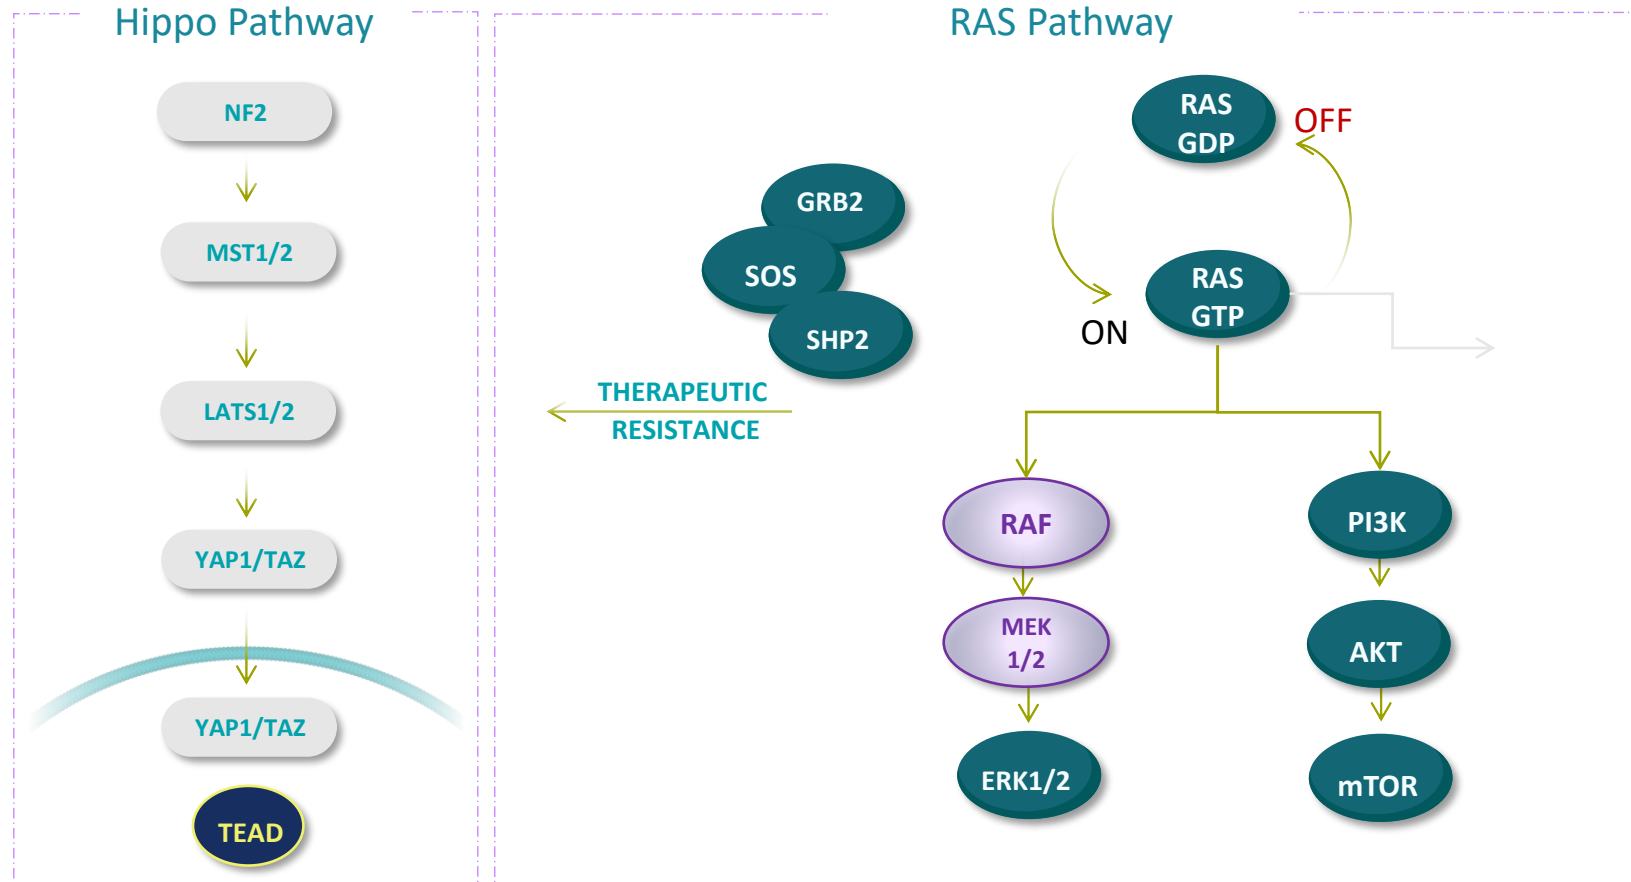 Hippo Pathway
NF2
MST1/2
LATS1/2
YAP1/TAZ
YAP1/TAZ
TEAD
RAS Pathway
RAS
GDP
OFF
GRB2
SOS
SHP2
RAS
GTP
ON
THERAPEUTIC
RESISTANCE
RAF
MEK
1/2
ERK1/2
PI3K
AKT
mTOR